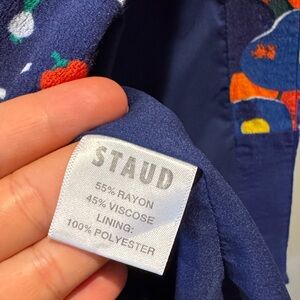 STAUD
55% RAYON
45% VISCOSE
LINING:
100% POLYESTER